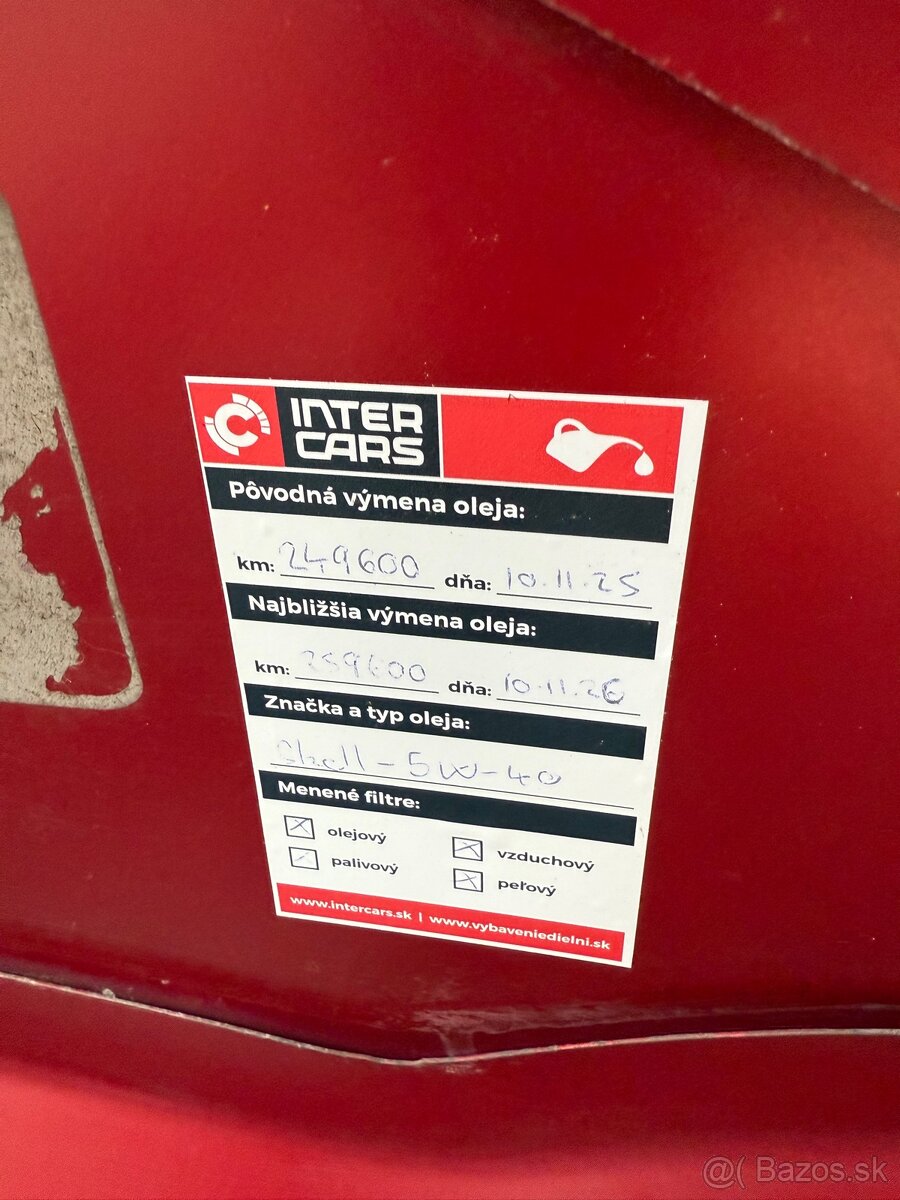 INTER
CARS
Pôvodná výmena oleja:
km: 249600 dňa: 10.11.25
Najbližšia výmena oleja:
km: 259600 dňa: 10.11.26
Značka a typ oleja:
Shell-5W-40
Menené filtre:
olejový
vzduchový
palivový
peľový
www.intercars.sk | www.vybaveniedielni.sk
@( Bazos.sk